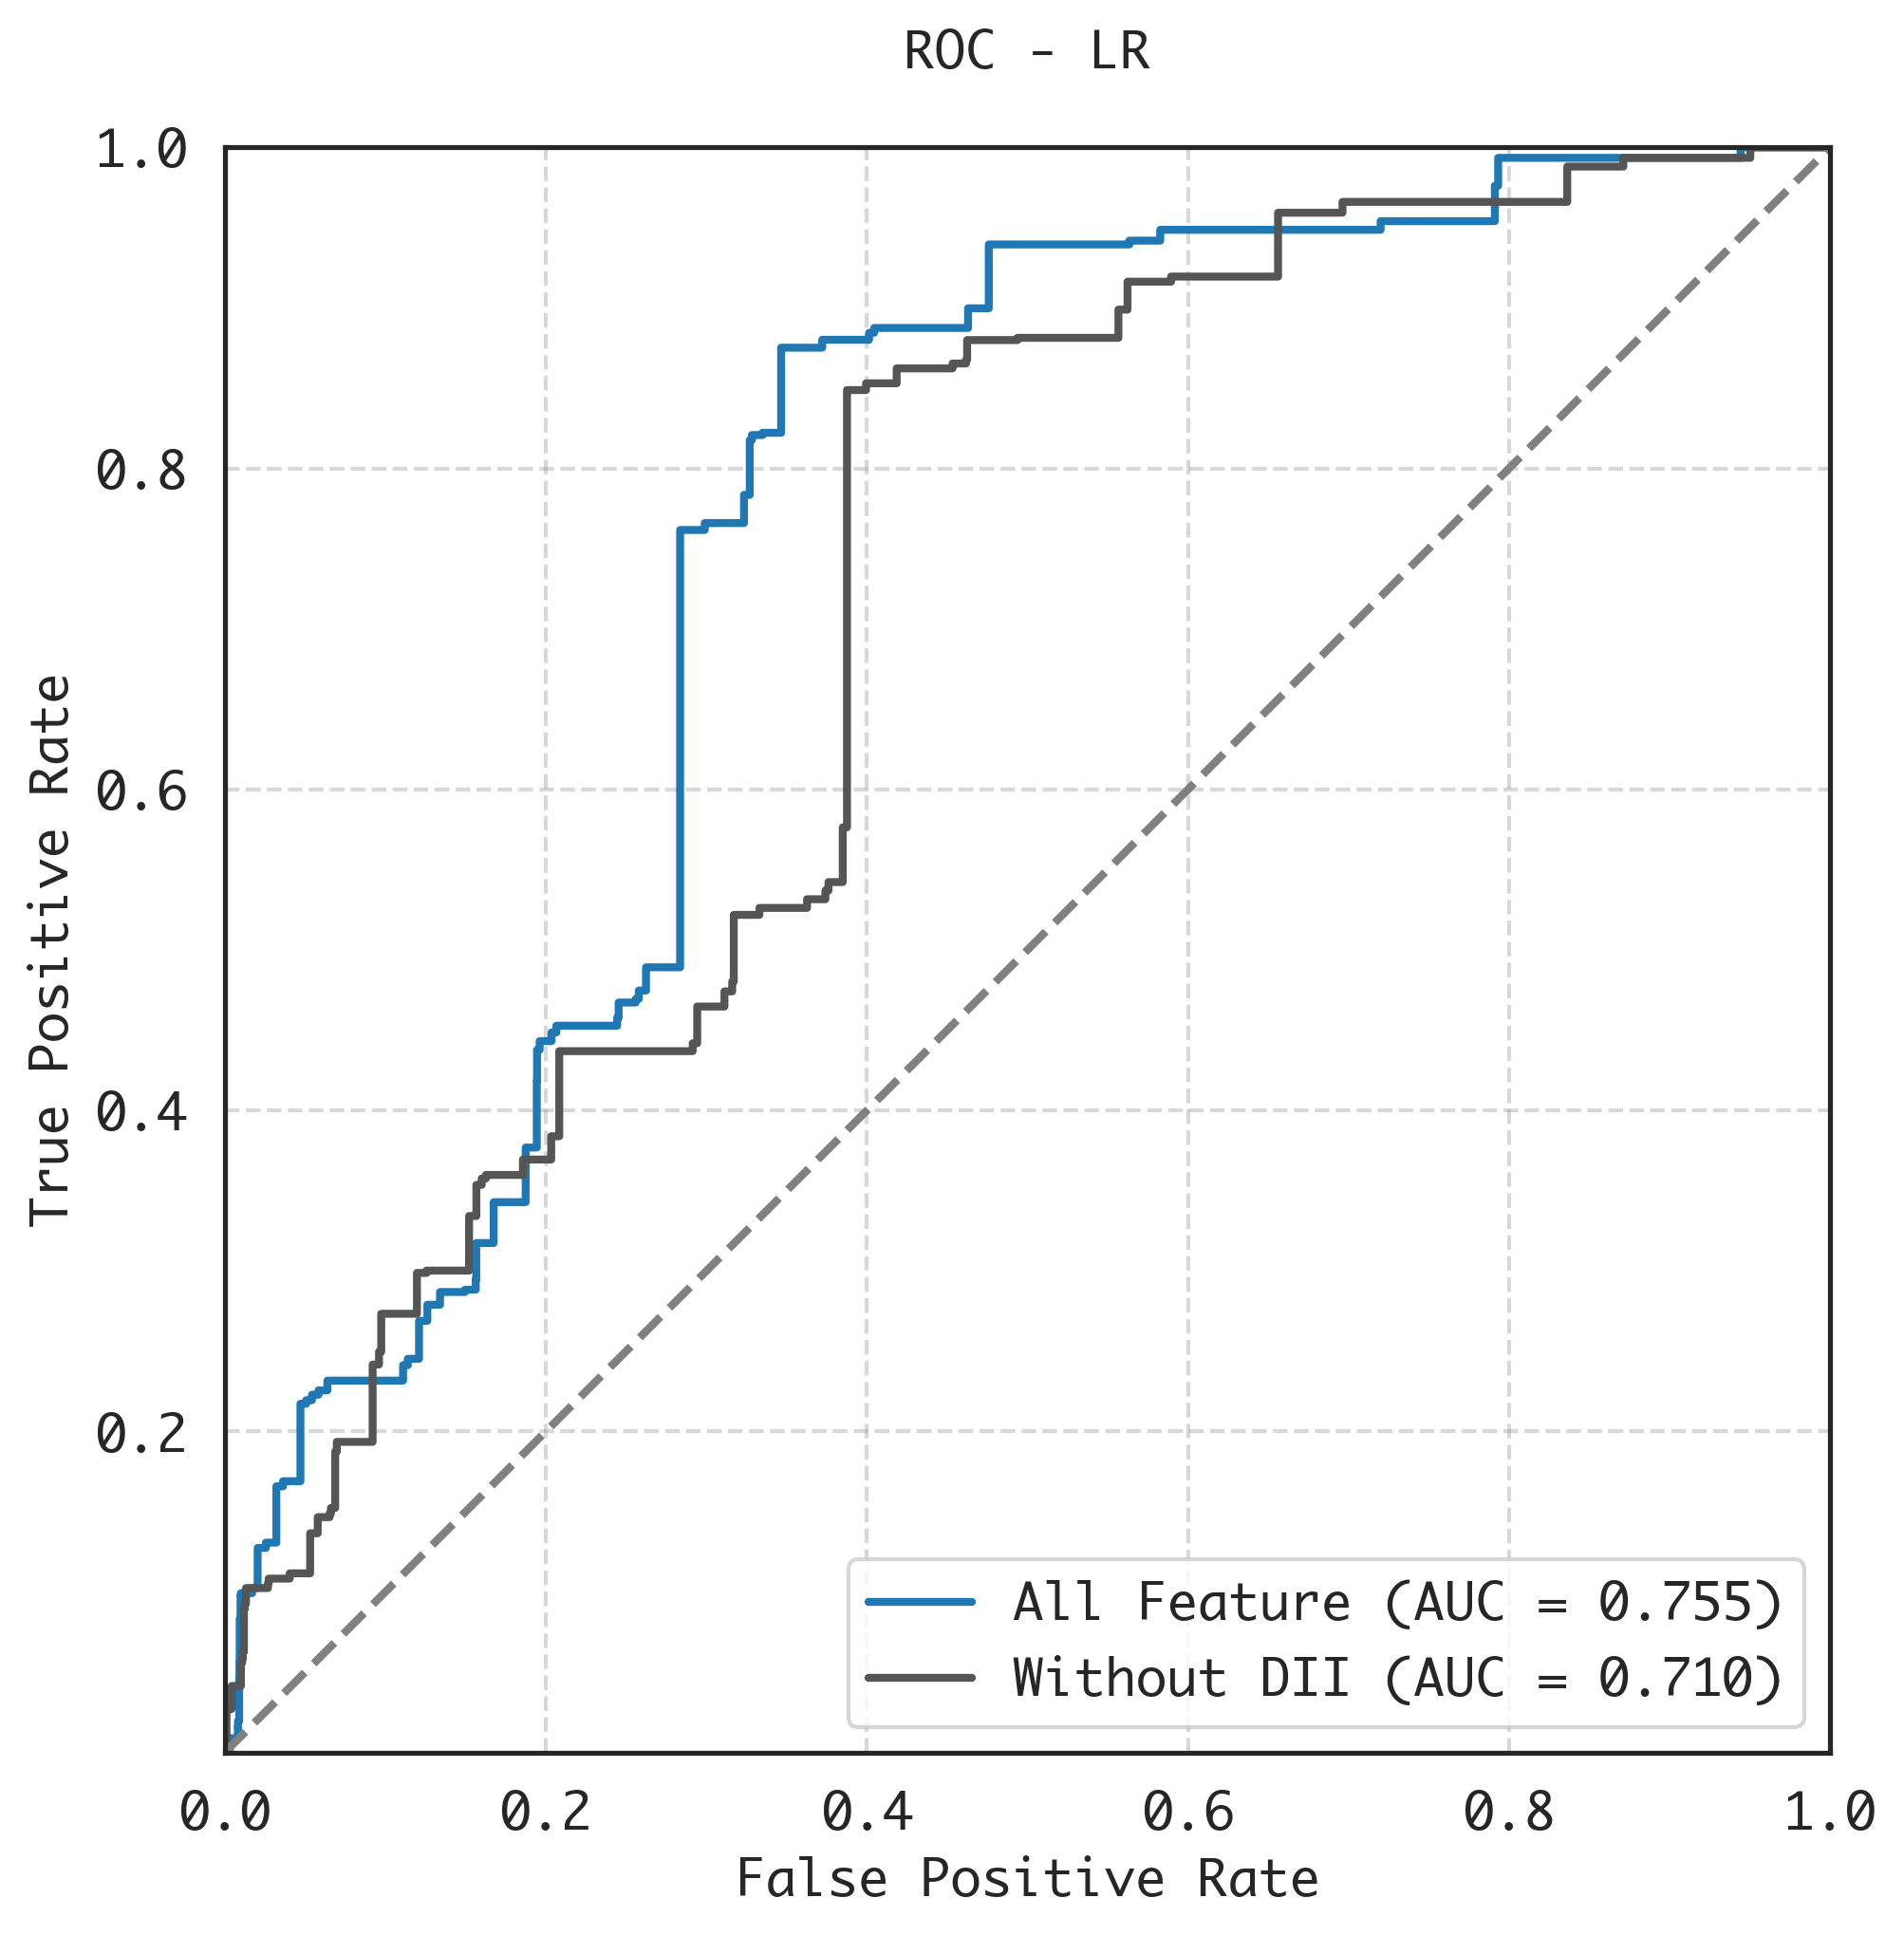 ROC - LR
1.0
0.8
0.6
0.4
0.2
True Positive Rate
All Feature (AUC = 0.755)
Without DII (AUC = 0.710)
0.0 0.2 0.4 0.6 0.8 1.0
False Positive Rate